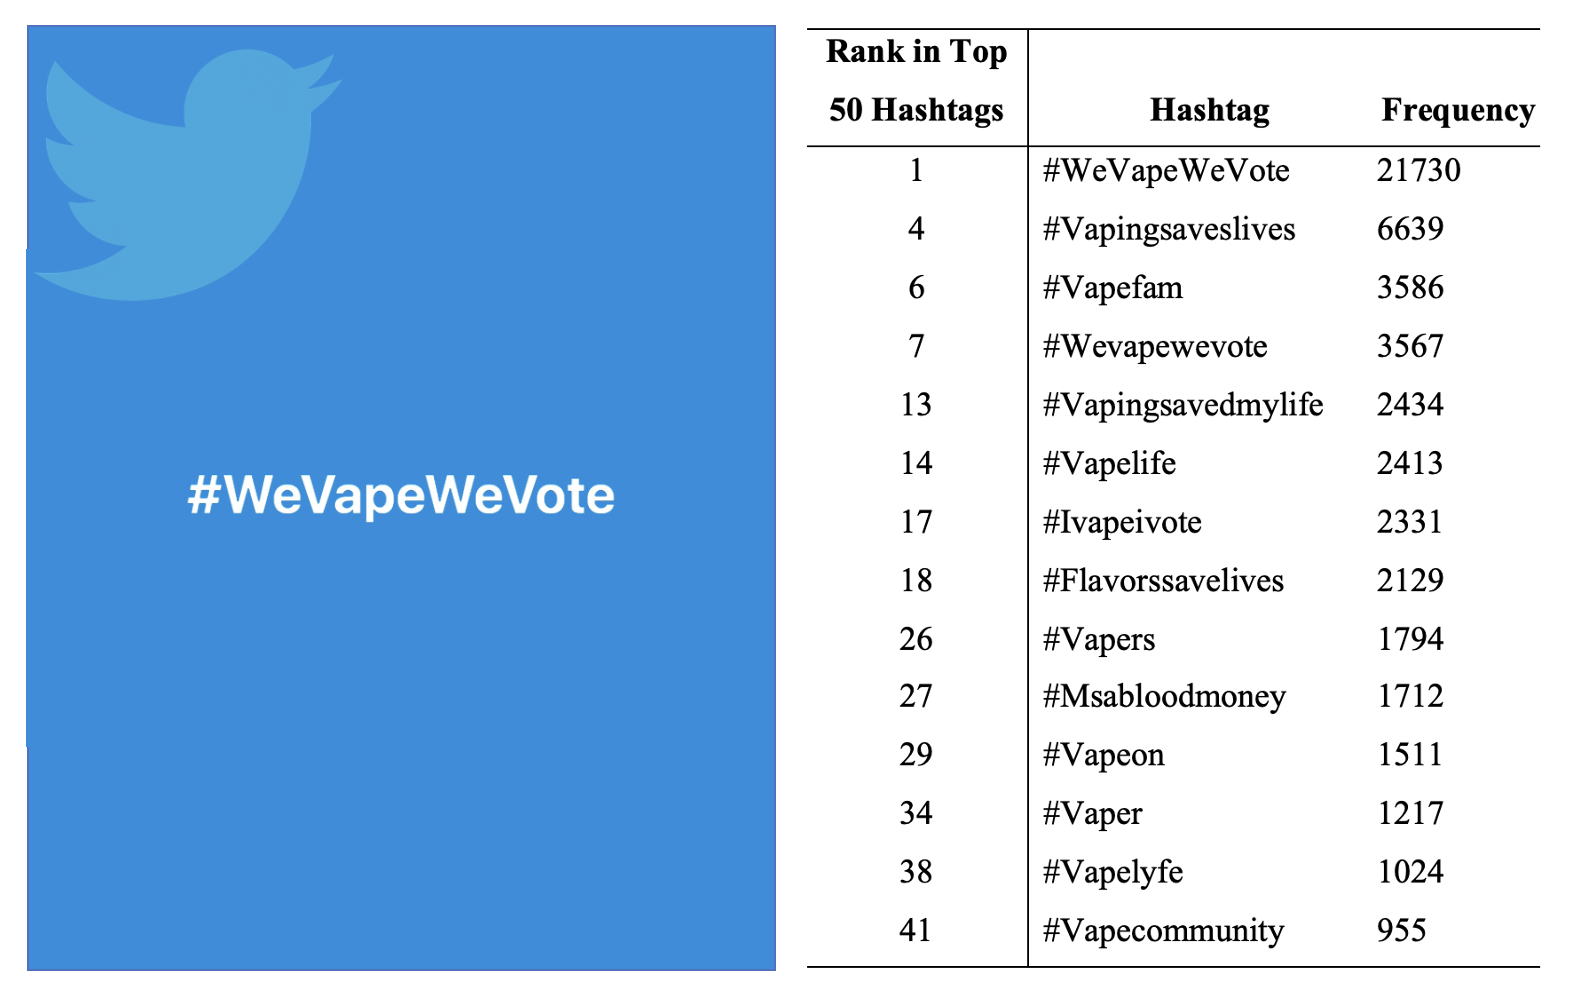 #WeVapeWeVote
Rank in Top
50 Hashtags Hashtag Frequency
1 #WeVapeWeVote 21730
4 #Vapingsaveslives 6639
6 #Vapefam 3586
7 #Wevapewevote 3567
13 #Vapingsavedmylife 2434
14 #Vapelife 2413
17 #Ivapeivote 2331
18 #Flavorssavelives 2129
26 #Vapers 1794
27 #Msabloodmoney 1712
29 #Vapeon 1511
34 #Vaper 1217
38 #Vapelyfe 1024
41 #Vapecommunity 955